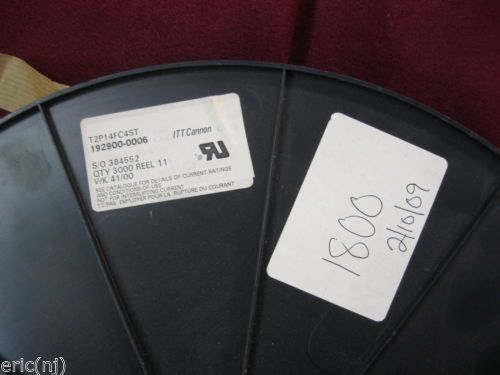 T2P14FC4ST
192900-0006
ITT Cannon
S/O 384552
QTY 3000 REEL 11
V/K 41/00
SEE CATALOGUE FOR DETAILS OF CURRENT RATINGS
AND CONDITIONS OF USE
NOT FOR INTERRUPTING CURRENT
PAS EMPLOYER POUR LA RUPTURE DU COURANT
1800
2/10/09
eric(nj)